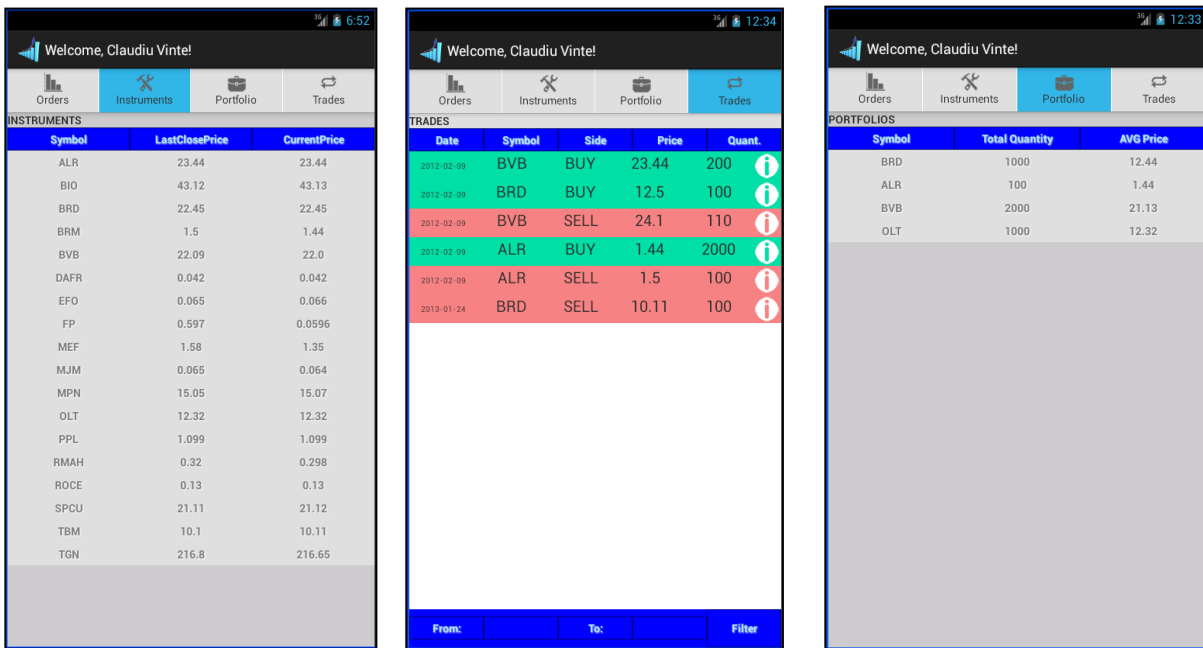 3G 6:52
Welcome, Claudiu Vinte!
Orders Instruments Portfolio Trades
INSTRUMENTS
Symbol LastClosePrice CurrentPrice
ALR 23.44 23.44
BIO 43.12 43.13
BRD 22.45 22.45
BRM 1.5 1.44
BVB 22.09 22.0
DAFR 0.042 0.042
EFO 0.065 0.066
FP 0.597 0.0596
MEF 1.58 1.35
MJM 0.065 0.064
MPN 15.05 15.07
OLT 12.32 12.32
PPL 1.099 1.099
RMAH 0.32 0.298
ROCE 0.13 0.13
SPCU 21.11 21.12
TBM 10.1 10.11
TGN 216.8 216.65
3G 12:34
Welcome, Claudiu Vinte!
Orders Instruments Portfolio Trades
TRADES
Date Symbol Side Price Quant.
2012-02-09 BVB BUY 23.44 200 i
2012-02-09 BRD BUY 12.5 100 i
2012-02-09 BVB SELL 24.1 110 i
2012-02-09 ALR BUY 1.44 2000 i
2012-02-09 ALR SELL 1.5 100 i
2013-01-24 BRD SELL 10.11 100 i
From: To: Filter
3G 12:33
Welcome, Claudiu Vinte!
Orders Instruments Portfolio Trades
PORTFOLIOS
Symbol Total Quantity AVG Price
BRD 1000 12.44
ALR 100 1.44
BVB 2000 21.13
OLT 1000 12.32